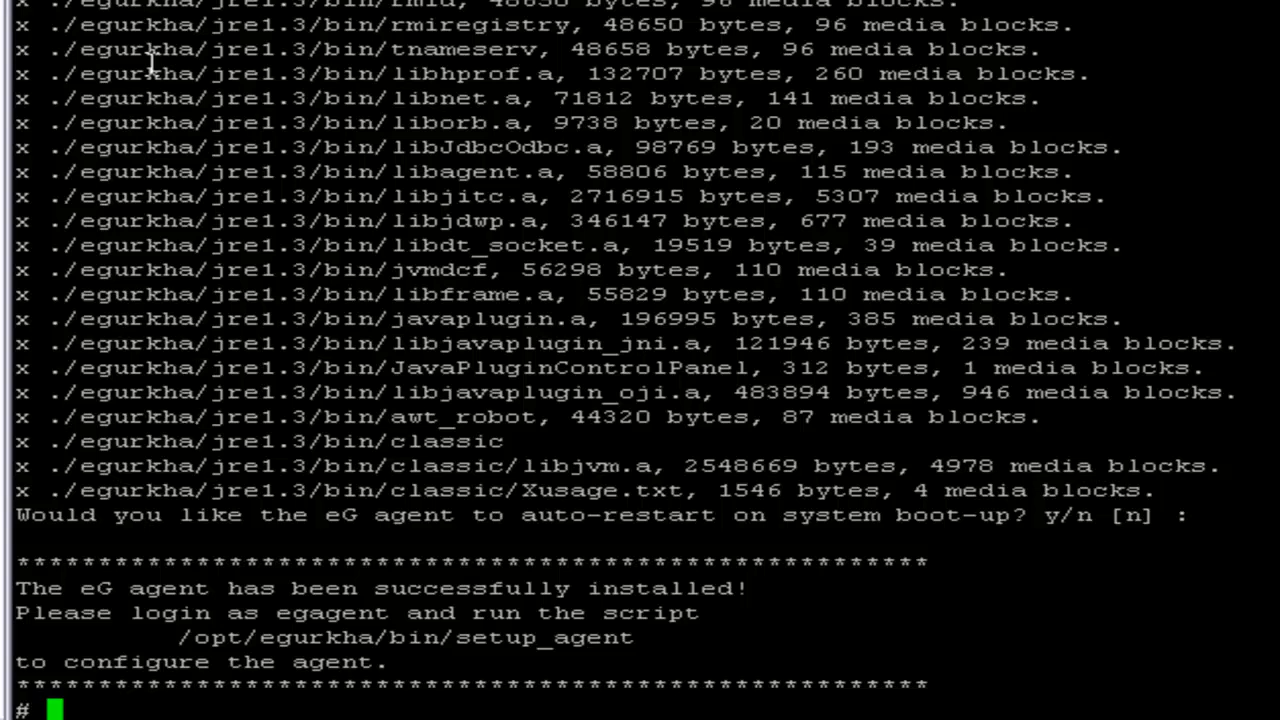 x ./egurkha/jre1.3/bin/rmid, 48650 bytes, 96 media blocks.
x ./egurkha/jre1.3/bin/rmiregistry, 48650 bytes, 96 media blocks.
x ./egurkha/jre1.3/bin/tnameserv, 48658 bytes, 96 media blocks.
x ./egurkha/jre1.3/bin/libhprof.a, 132707 bytes, 260 media blocks.
x ./egurkha/jre1.3/bin/libnet.a, 71812 bytes, 141 media blocks.
x ./egurkha/jre1.3/bin/liborb.a, 9738 bytes, 20 media blocks.
x ./egurkha/jre1.3/bin/libJdbcOdbc.a, 98769 bytes, 193 media blocks.
x ./egurkha/jre1.3/bin/libagent.a, 58806 bytes, 115 media blocks.
x ./egurkha/jre1.3/bin/libjitc.a, 2716915 bytes, 5307 media blocks.
x ./egurkha/jre1.3/bin/libjdwp.a, 346147 bytes, 677 media blocks.
x ./egurkha/jre1.3/bin/libdt_socket.a, 19519 bytes, 39 media blocks.
x ./egurkha/jre1.3/bin/jvmdcf, 56298 bytes, 110 media blocks.
x ./egurkha/jre1.3/bin/libframe.a, 55829 bytes, 110 media blocks.
x ./egurkha/jre1.3/bin/javaplugin.a, 196995 bytes, 385 media blocks.
x ./egurkha/jre1.3/bin/libjavaplugin_jni.a, 121946 bytes, 239 media blocks.
x ./egurkha/jre1.3/bin/JavaPluginControlPanel, 312 bytes, 1 media blocks.
x ./egurkha/jre1.3/bin/libjavaplugin_oji.a, 483894 bytes, 946 media blocks.
x ./egurkha/jre1.3/bin/awt_robot, 44320 bytes, 87 media blocks.
x ./egurkha/jre1.3/bin/classic
x ./egurkha/jre1.3/bin/classic/libjvm.a, 2548669 bytes, 4978 media blocks.
x ./egurkha/jre1.3/bin/classic/Xusage.txt, 1546 bytes, 4 media blocks.
Would you like the eG agent to auto-restart on system boot-up? y/n [n] :
********************************************************
The eG agent has been successfully installed!
Please login as egagent and run the script
/opt/egurkha/bin/setup_agent
to configure the agent.
********************************************************
#